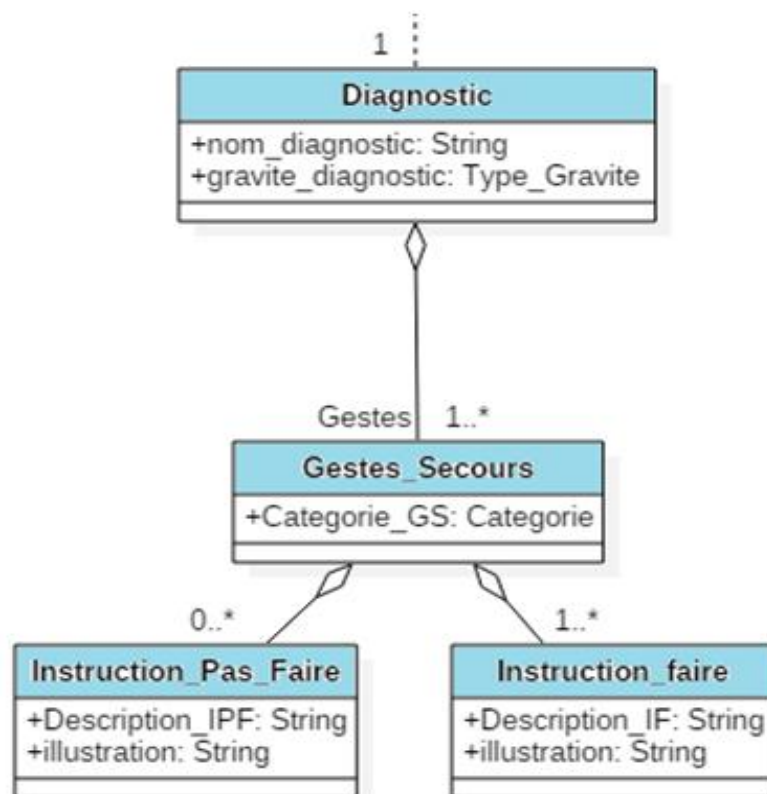 1
Diagnostic
+nom_diagnostic: String
+gravite_diagnostic: Type_Gravite
Gestes 1..*
Gestes_Secours
+Categorie_GS: Categorie
0..* 1..*
Instruction_Pas_Faire
+Description_IPF: String
+illustration: String
Instruction_faire
+Description_IF: String
+illustration: String